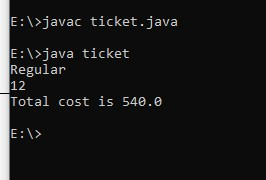 E:\>javac ticket.java
E:\>java ticket
Regular
12
Total cost is 540.0
E:\>